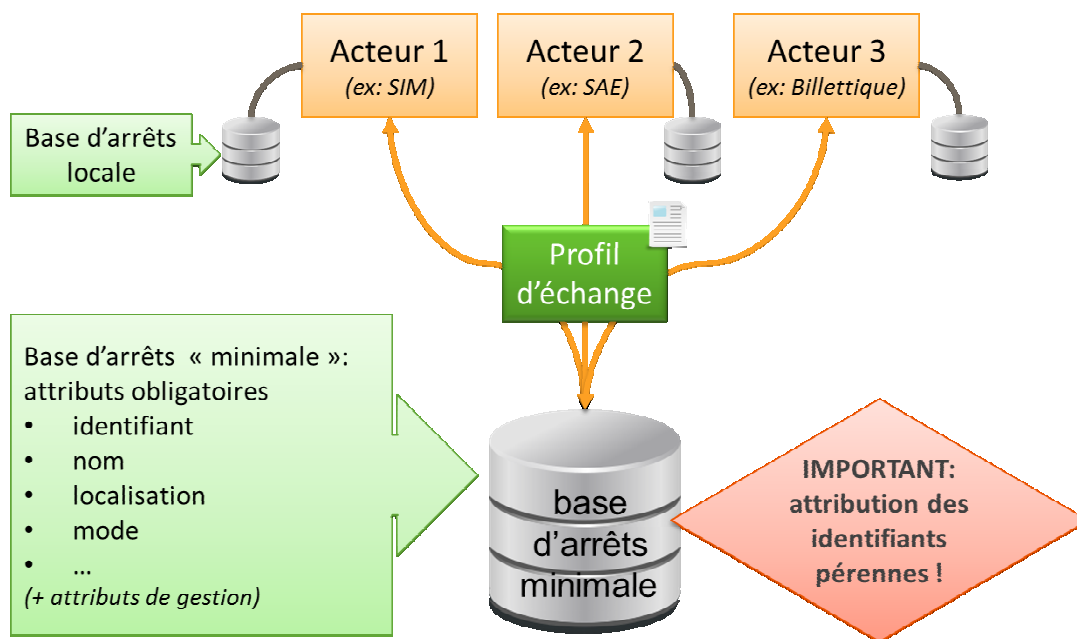 Acteur 1
(ex: SIM)
Acteur 2
(ex: SAE)
Acteur 3
(ex: Billettique)
Base d'arrêts
locale
Profil
d'échange
Base d'arrêts « minimale »:
attributs obligatoires
• identifiant
• nom
• localisation
• mode
• ...
(+ attributs de gestion)
base
d'arrêts
minimale
IMPORTANT:
attribution des
identifiants
pérennes !